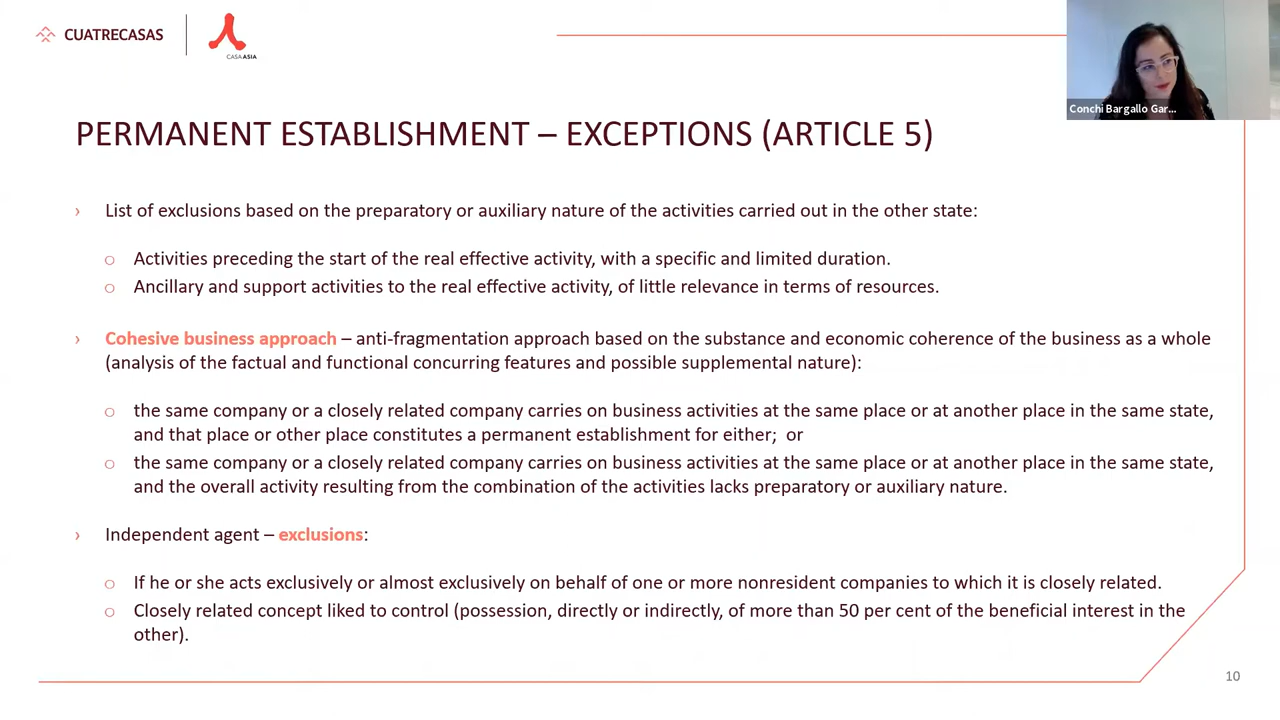 CUATRECASAS
CASAASIA
Conchi Bargallo Gar...
PERMANENT ESTABLISHMENT – EXCEPTIONS (ARTICLE 5)
› List of exclusions based on the preparatory or auxiliary nature of the activities carried out in the other state:
o Activities preceding the start of the real effective activity, with a specific and limited duration.
o Ancillary and support activities to the real effective activity, of little relevance in terms of resources.
› Cohesive business approach – anti-fragmentation approach based on the substance and economic coherence of the business as a whole
(analysis of the factual and functional concurring features and possible supplemental nature):
o the same company or a closely related company carries on business activities at the same place or at another place in the same state,
and that place or other place constitutes a permanent establishment for either; or
o the same company or a closely related company carries on business activities at the same place or at another place in the same state,
and the overall activity resulting from the combination of the activities lacks preparatory or auxiliary nature.
› Independent agent – exclusions:
o If he or she acts exclusively or almost exclusively on behalf of one or more nonresident companies to which it is closely related.
o Closely related concept liked to control (possession, directly or indirectly, of more than 50 per cent of the beneficial interest in the
other).
10